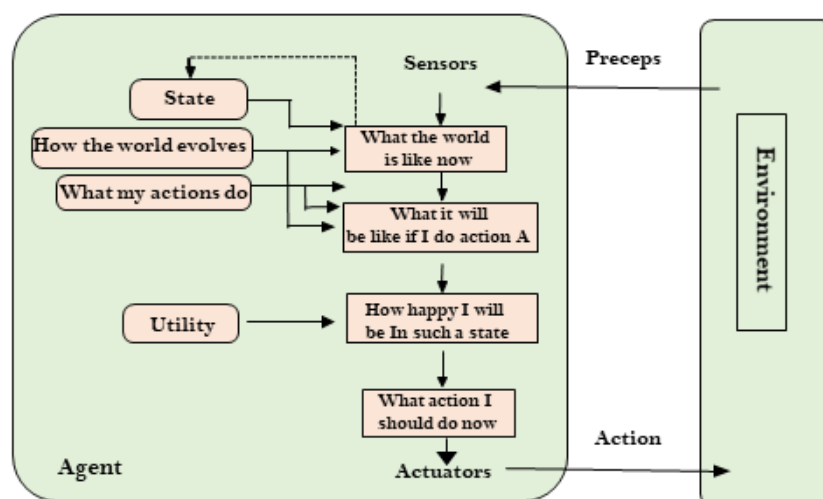 Sensors
Preceps
State
What the world
is like now
How the world evolves
What my actions do
What it will
be like if I do action A
Environment
How happy I will
be In such a state
Utility
What action I
should do now
Action
Agent
Actuators